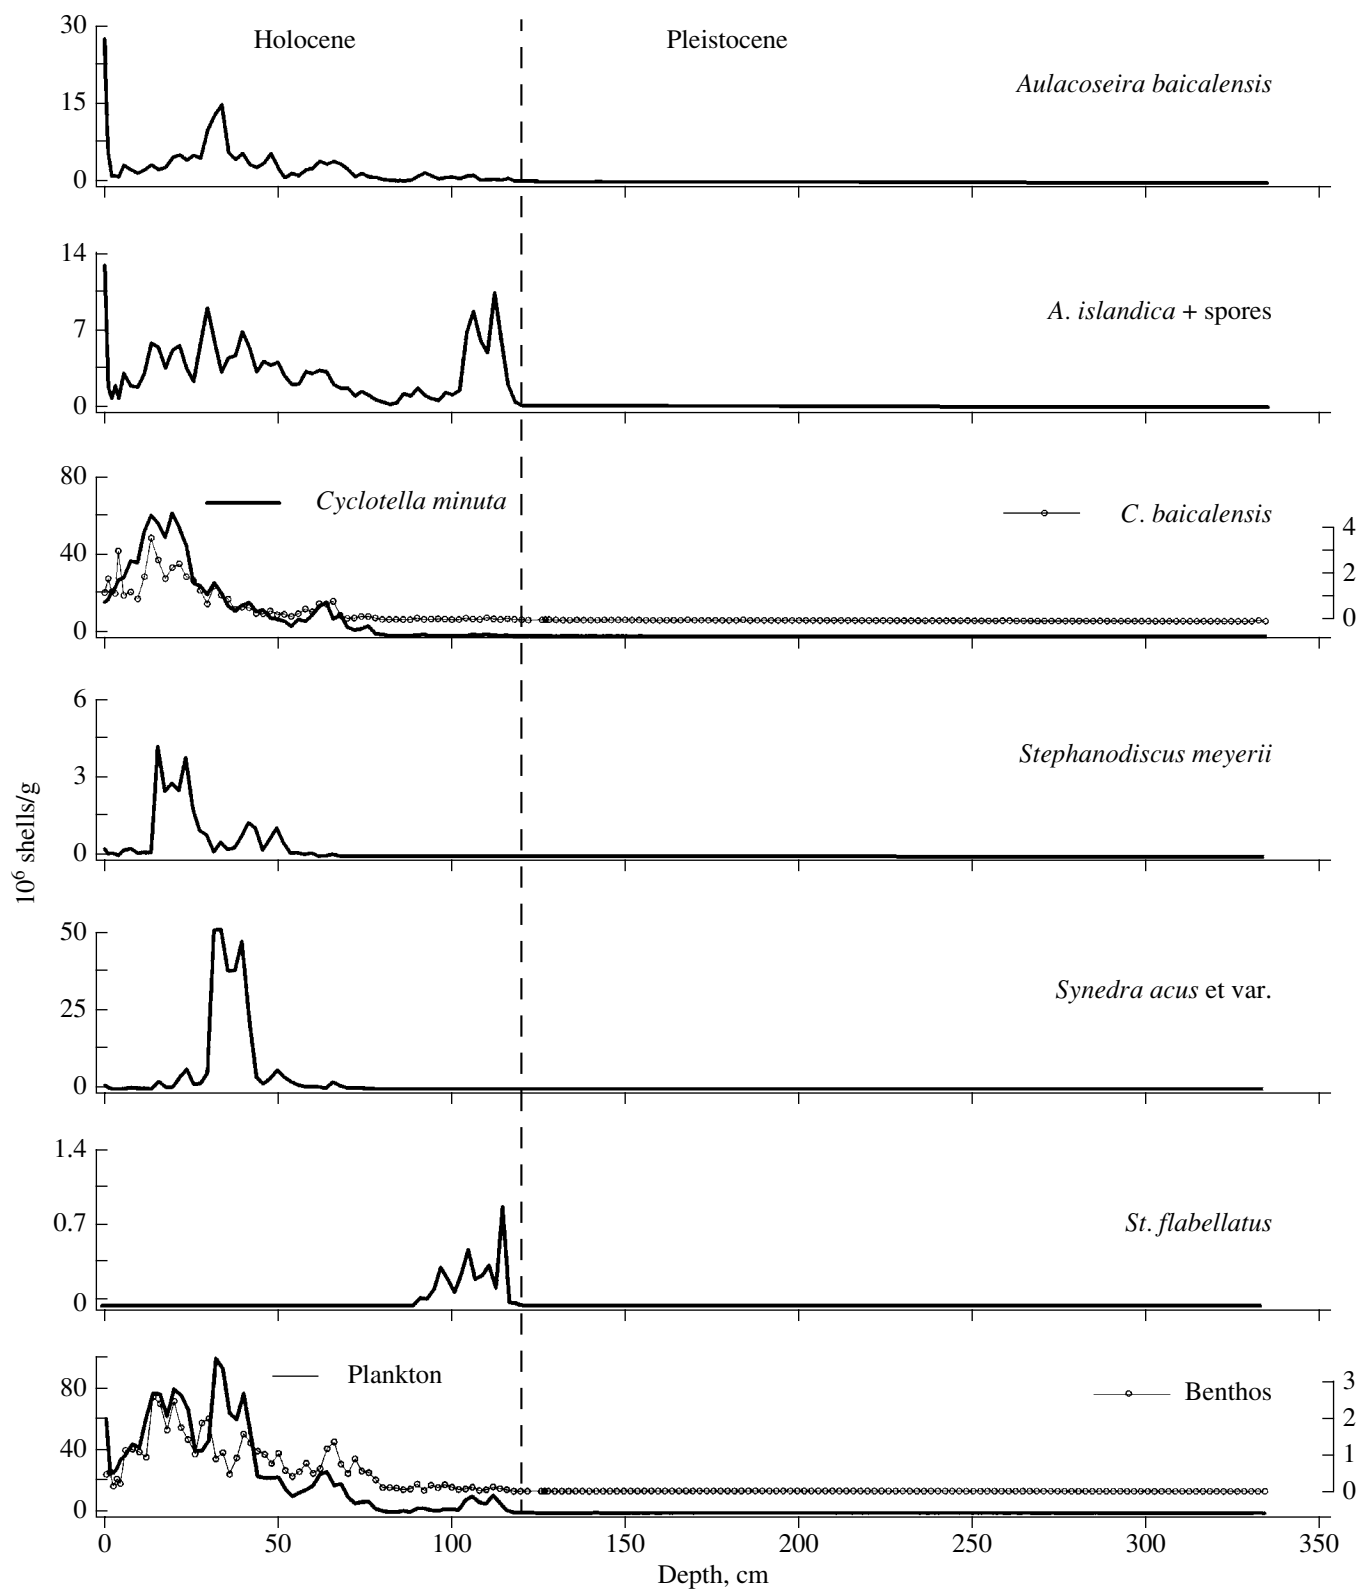 30
Holocene
Pleistocene
15
Aulacoseira baicalensis
0
14
7
A. islandica + spores
0
80
Cyclotella minuta
C. baicalensis
4
40
2
0
0
6
Stephanodiscus meyerii
3
0
10⁶ shells/g
50
Synedra acus et var.
25
0
1.4
0.7
St. flabellatus
0
Plankton
Benthos
3
80
2
40
1
0
0
0 50 100 150 200 250 300 350
Depth, cm